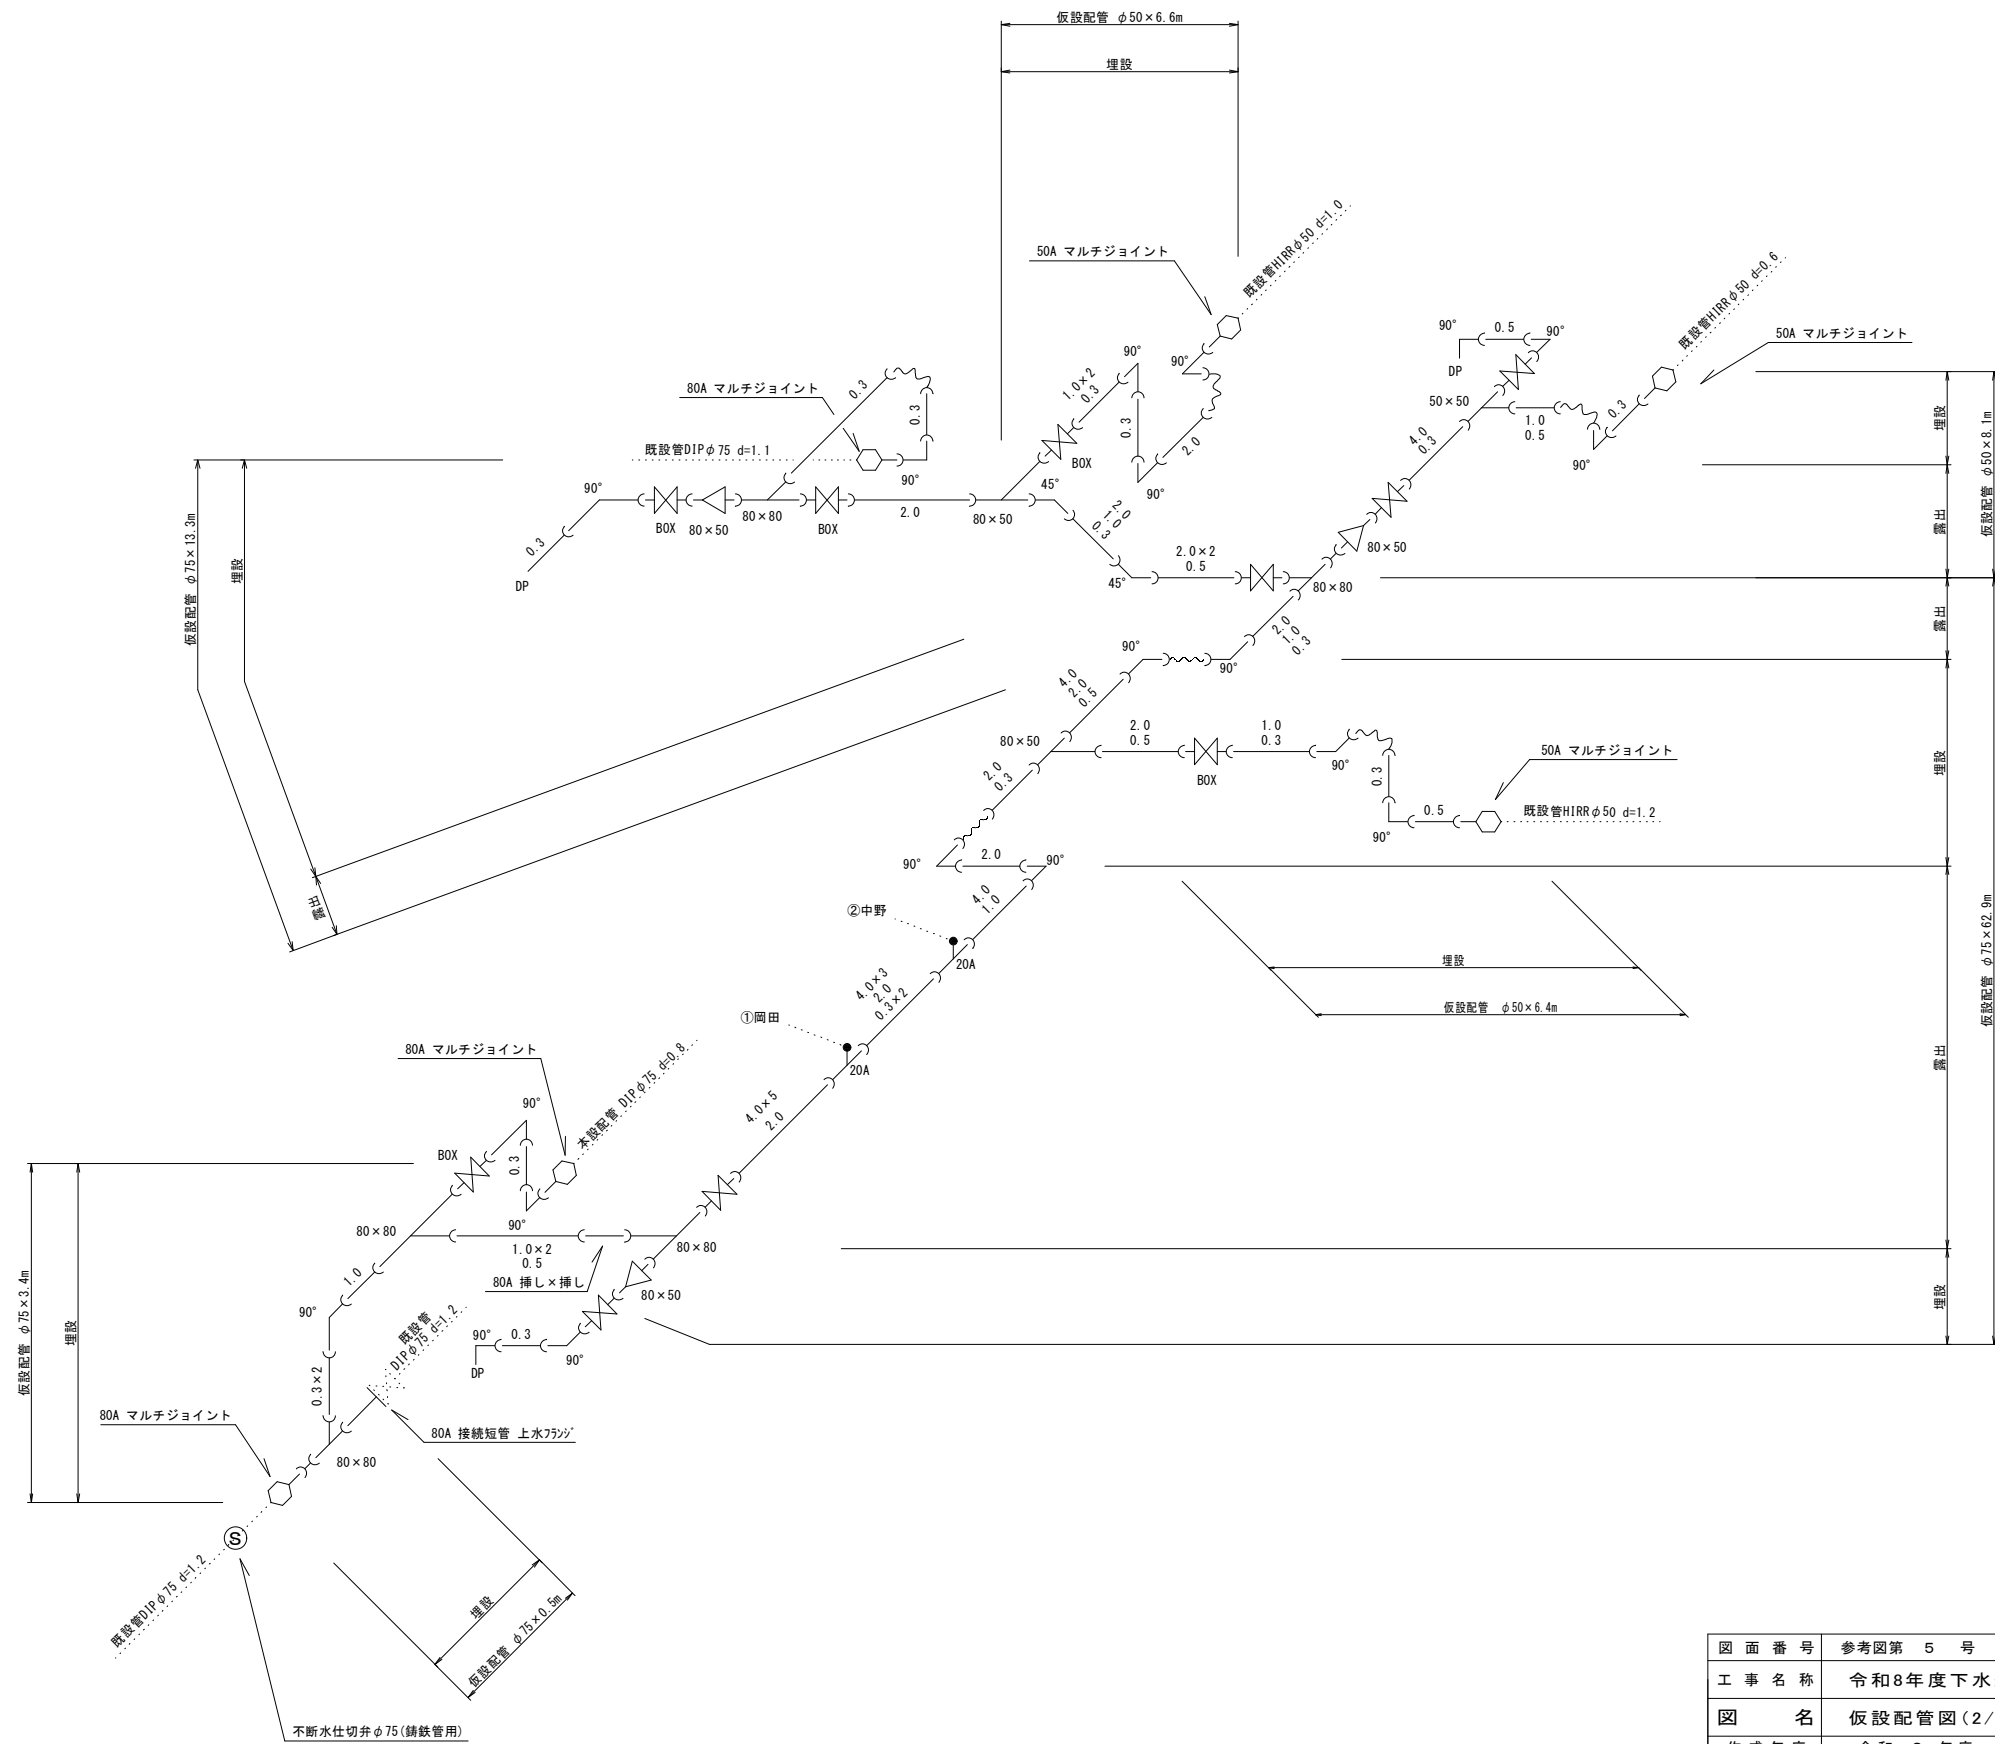 仮設配管 φ50×6.6m
埋設
50A マルチジョイント
既設管HIRRφ50 d=1.0
既設管HIRRφ50 d=0.6
50A マルチジョイント
90°
0.5
90°
DP
50×50
1.0
0.5
0.3
90°
4.0
0.3
80×50
80×80
埋設
露出
仮設配管 φ50×8.1m
80A マルチジョイント
既設管DIPφ75 d=1.1
0.3
0.3
90°
90°
0.3
DP
BOX
80×50
80×80
BOX
2.0
80×50
1.0×2
0.3
BOX
90°
0.3
90°
2.0
90°
45°
2.0
1.0
0.3
45°
2.0×2
0.5
仮設配管 φ75×13.3m
埋設
露出
2.0
1.0
0.3
90°
90°
4.0
2.0
0.5
80×50
2.0
0.5
BOX
1.0
0.3
90°
0.3
90°
0.5
50A マルチジョイント
既設管HIRRφ50 d=1.2
2.0
0.3
90°
2.0
90°
4.0
1.0
露出
埋設
露出
埋設
仮設配管 φ75×62.9m
②中野
20A
4.0×3
2.0
0.3×2
①岡田
20A
埋設
仮設配管 φ50×6.4m
80A マルチジョイント
本設配管 DIPφ75 d=0.8
90°
BOX
0.3
90°
4.0×5
2.0
80×80
1.0×2
0.5
80A 挿し×挿し
80×80
80×50
1.0
90°
0.3×2
既設管
DIPφ75 d=1.2
90°
0.3
90°
DP
仮設配管 φ75×3.4m
埋設
80A マルチジョイント
80A 接続短管 上水フランジ
80×80
S
既設管DIPφ75 d=1.2
埋設
仮設配管 φ75×0.5m
不断水仕切弁φ75(鋳鉄管用)
図面番号 参考図第 5 号
工事名称 令和8年度下水
図名 仮設配管図(2/